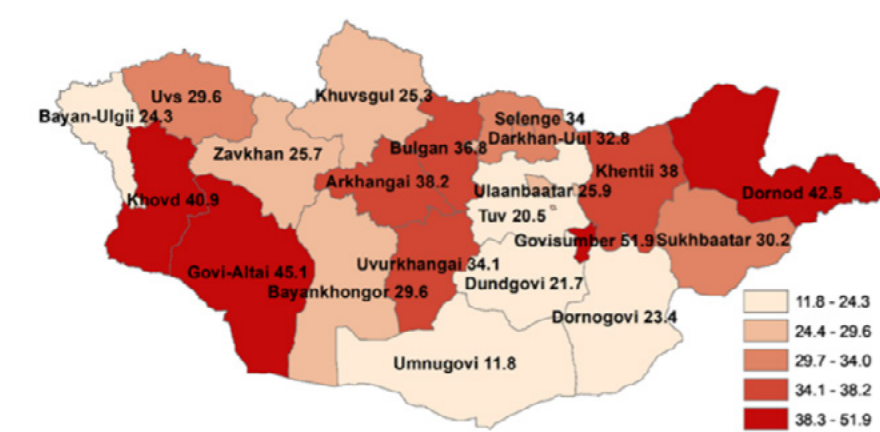 Khuvsgul 25.3
Uvs 29.6
Bayan-Ulgii 24.3
Selenge 34
Darkhan-Uul 32.8
Zavkhan 25.7
Bulgan 36.8
Khentii 38
Arkhangai 38.2
Ulaanbaatar 25.9
Dornod 42.5
Khovd 40.9
Tuv 20.5
Govisumber 51.9
Sukhbaatar 30.2
Uvurkhangai 34.1
Govi-Altai 45.1
Dundgovi 21.7
Bayankhongor 29.6
Dornogovi 23.4
Umnugovi 11.8
11.8 - 24.3
24.4 - 29.6
29.7 - 34.0
34.1 - 38.2
38.3 - 51.9